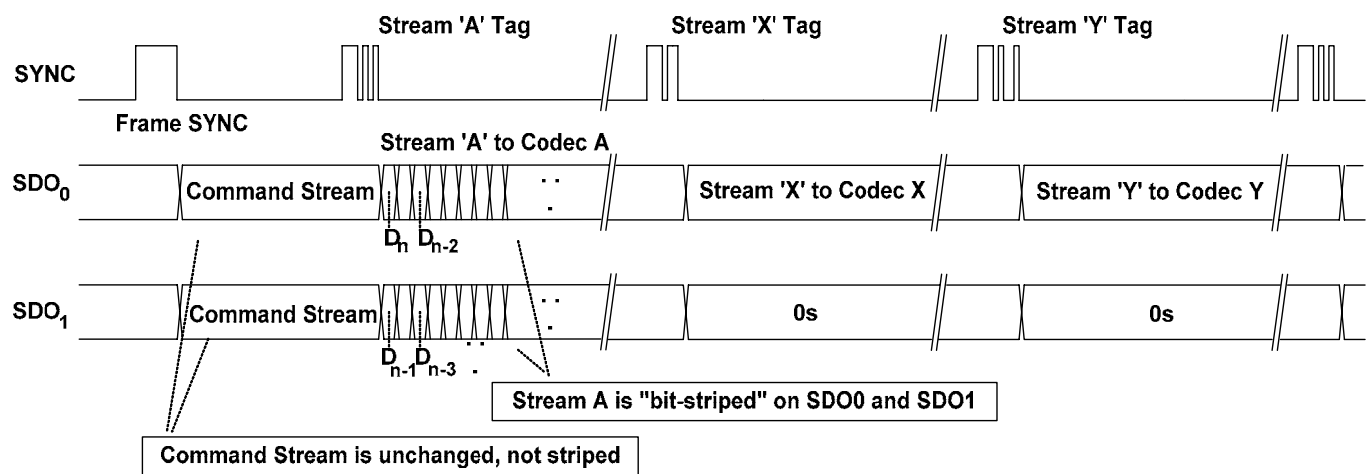 Stream 'A' Tag
Stream 'X' Tag
Stream 'Y' Tag
SYNC
Frame SYNC
Stream 'A' to Codec A
SDO0
Command Stream
Stream 'X' to Codec X
Stream 'Y' to Codec Y
Dn
Dn-2
SDO1
Command Stream
0s
0s
Dn-1
Dn-3
Stream A is "bit-striped" on SDO0 and SDO1
Command Stream is unchanged, not striped